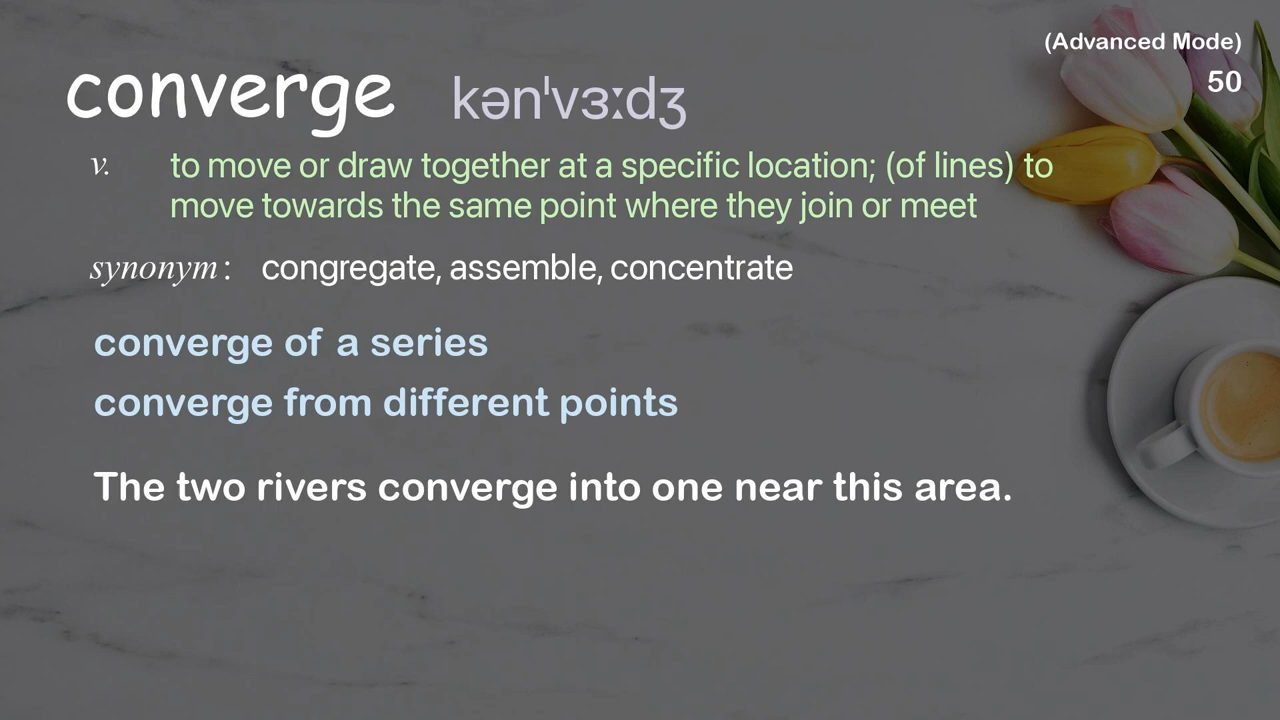 (Advanced Mode)
50
converge kən'vɜːdʒ
v. to move or draw together at a specific location; (of lines) to
move towards the same point where they join or meet
synonym: congregate, assemble, concentrate
converge of a series
converge from different points
The two rivers converge into one near this area.